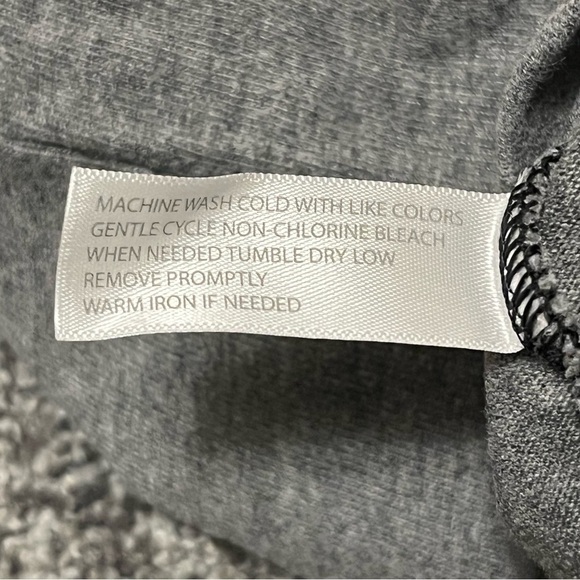 MACHINE WASH COLD WITH LIKE COLORS
GENTLE CYCLE NON-CHLORINE BLEACH
WHEN NEEDED TUMBLE DRY LOW
REMOVE PROMPTLY
WARM IRON IF NEEDED